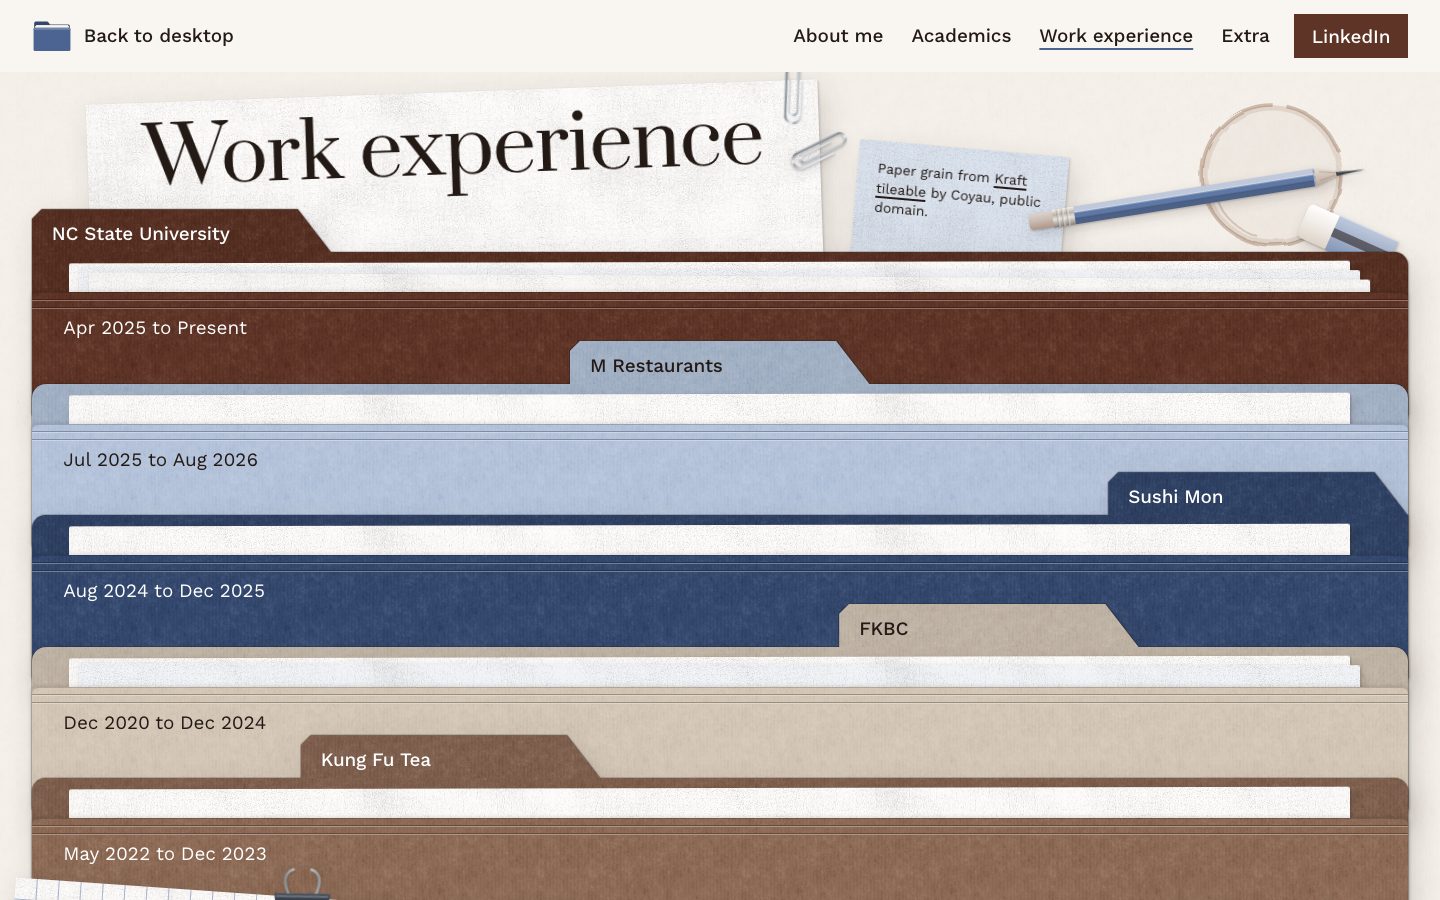 Back to desktop
About me
Academics
Work experience
Extra
LinkedIn
Work experience
Paper grain from Kraft
tileable by Coyau, public
domain.
NC State University
Apr 2025 to Present
M Restaurants
Jul 2025 to Aug 2026
Sushi Mon
Aug 2024 to Dec 2025
FKBC
Dec 2020 to Dec 2024
Kung Fu Tea
May 2022 to Dec 2023